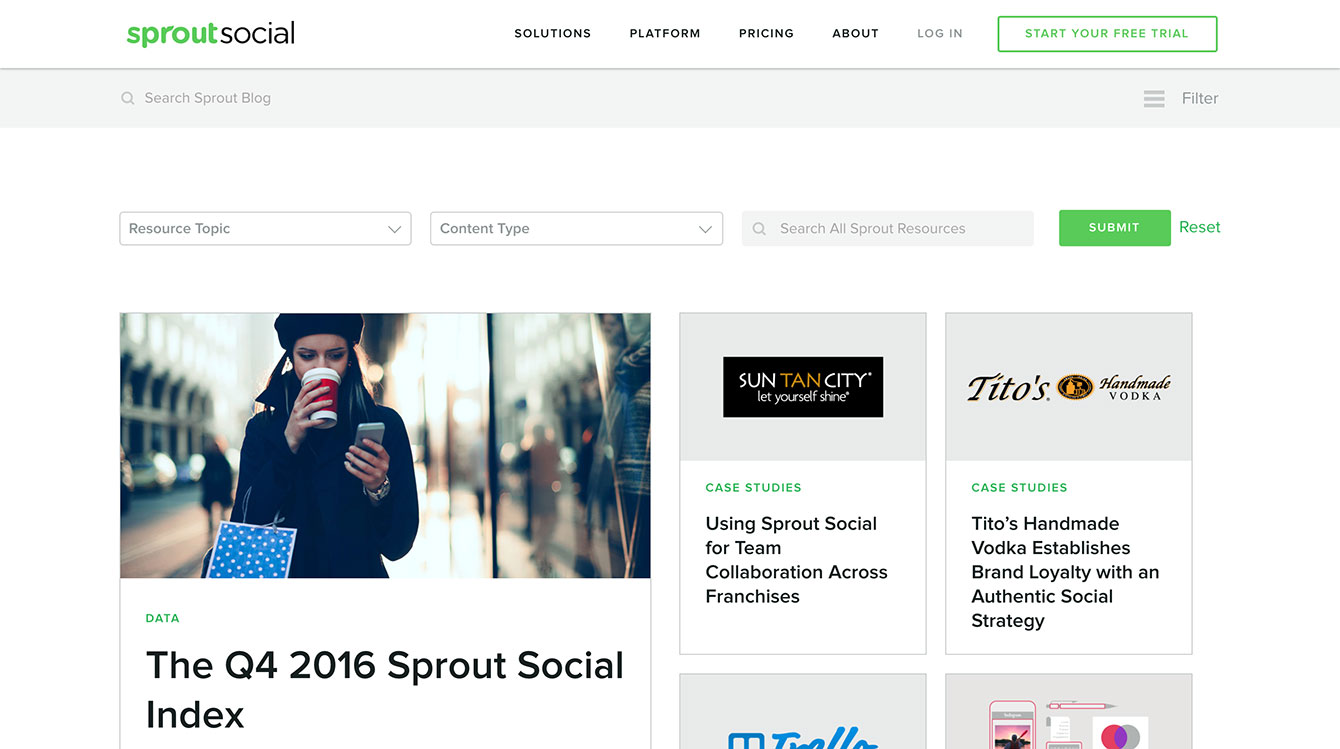 sproutsocial
SOLUTIONS
PLATFORM
PRICING
ABOUT
LOG IN
START YOUR FREE TRIAL
Search Sprout Blog
Filter
Resource Topic
Content Type
Search All Sprout Resources
SUBMIT
Reset
DATA
The Q4 2016 Sprout Social
Index
SUN TAN CITY®
let yourself shine®
CASE STUDIES
Using Sprout Social
for Team
Collaboration Across
Franchises
Tito's® Handmade
VODKA
CASE STUDIES
Tito’s Handmade
Vodka Establishes
Brand Loyalty with an
Authentic Social
Strategy
Trello
Instagram